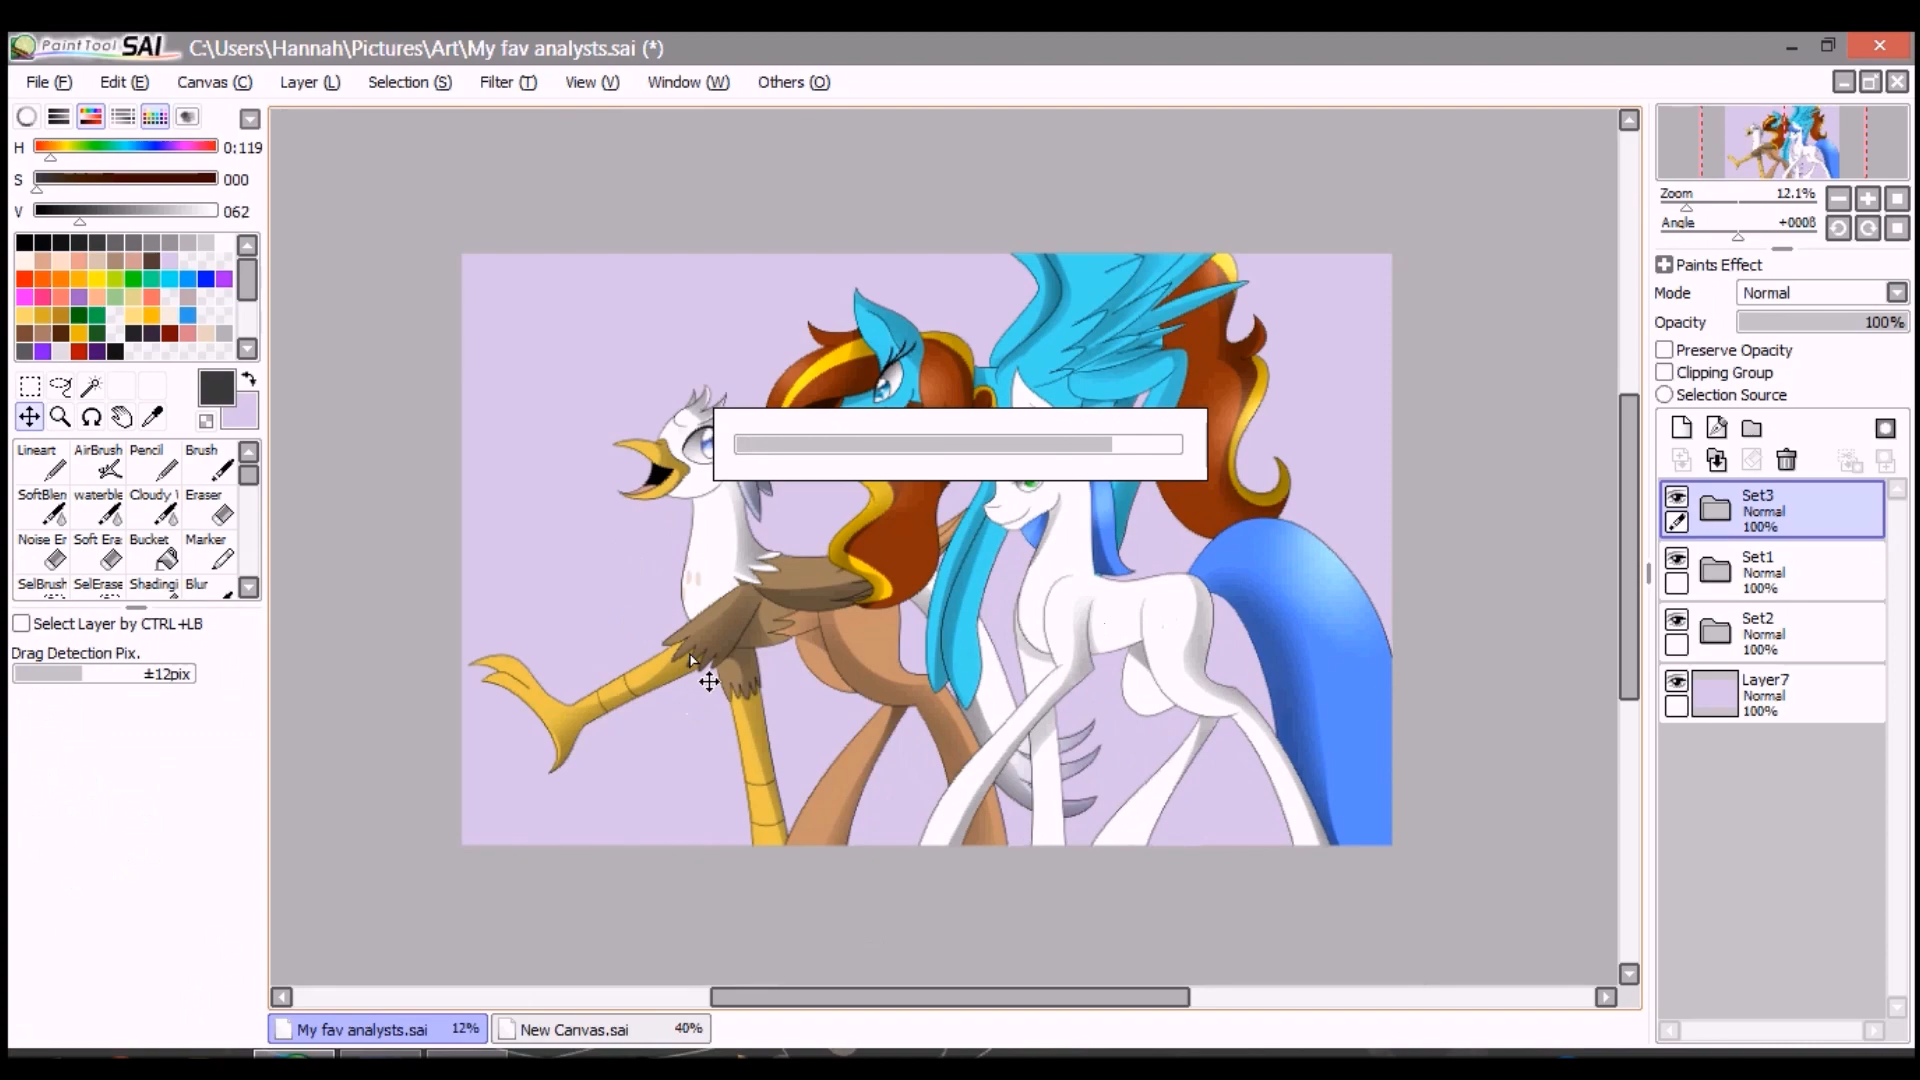 PaintTool SAI C:\Users\Hannah\Pictures\Art\My fav analysts.sai (*)
File (F) Edit (E) Canvas (C) Layer (L) Selection (S) Filter (T) View (V) Window (W) Others (O)
H 0:119
S 000
V 062
Lineart AirBrush Pencil Brush
SoftBlen waterble Cloudy Eraser
Noise Er Soft Era Bucket Marker
SelBrush SelErase Shadingi Blur
Select Layer by CTRL+LB
Drag Detection Pix.
±12pix
My fav analysts.sai 12% New Canvas.sai 40%
Zoom 12.1%
Angle +0008
Paints Effect
Mode Normal
Opacity 100%
Preserve Opacity
Clipping Group
Selection Source
Set3
Normal
100%
Set1
Normal
100%
Set2
Normal
100%
Layer7
Normal
100%